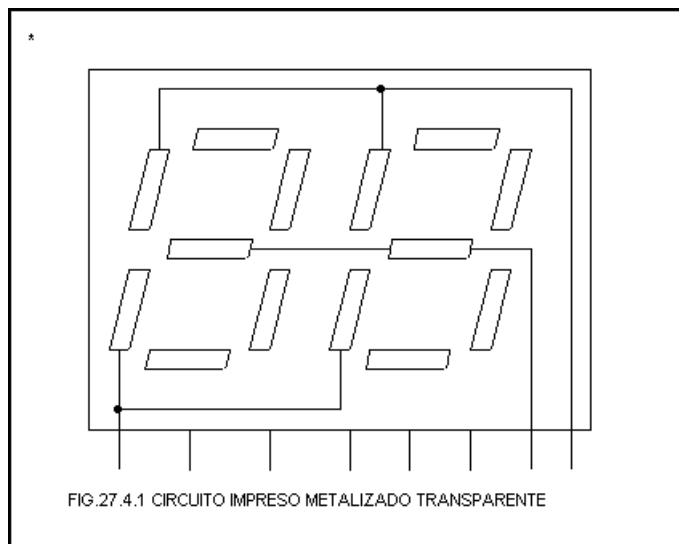 *
FIG.27.4.1 CIRCUITO IMPRESO METALIZADO TRANSPARENTE